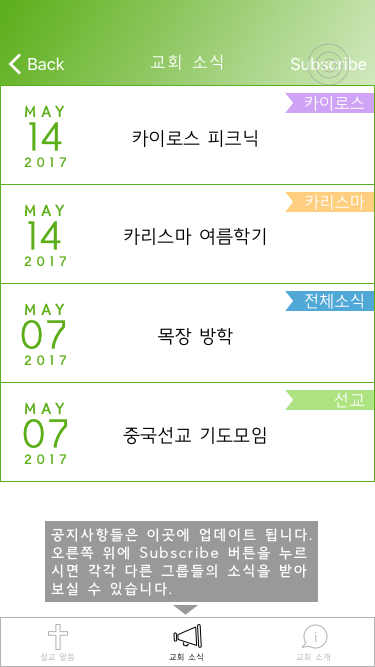 Back 교회 소식 Subscribe
카이로스
MAY
14
2017
카이로스 피크닉
카리스마
MAY
14
2017
카리스마 여름학기
전체소식
MAY
07
2017
목장 방학
선교
MAY
07
2017
중국선교 기도모임
공지사항들은 이곳에 업데이트 됩니다.
오른쪽 위에 Subscribe 버튼을 누르
시면 각각 다른 그룹들의 소식을 받아
보실 수 있습니다.
설교 말씀 교회 소식 교회 소개